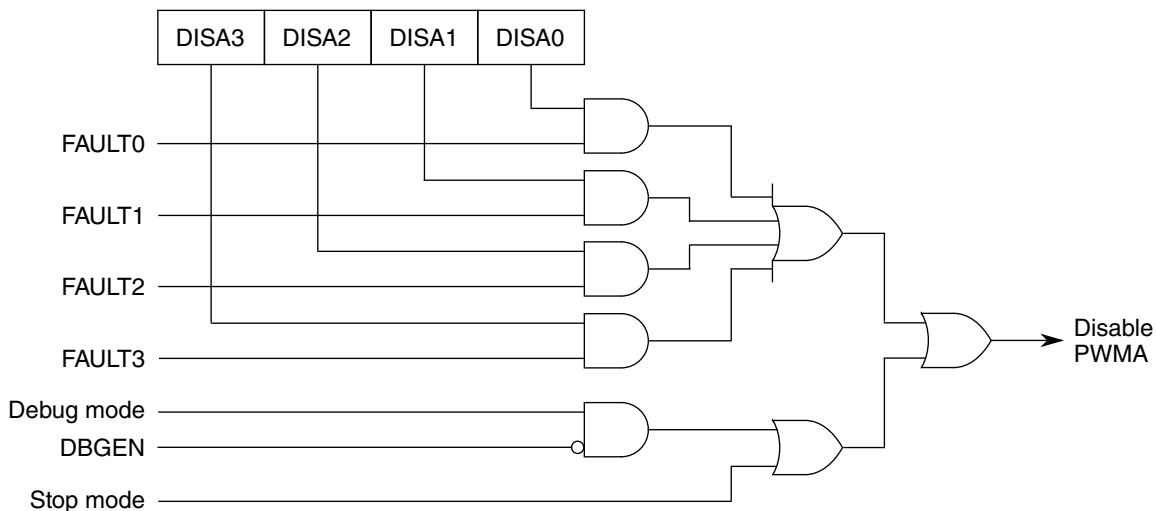 DISA3 DISA2 DISA1 DISA0
FAULT0
FAULT1
FAULT2
FAULT3
Debug mode
DBGEN
Stop mode
Disable
PWMA